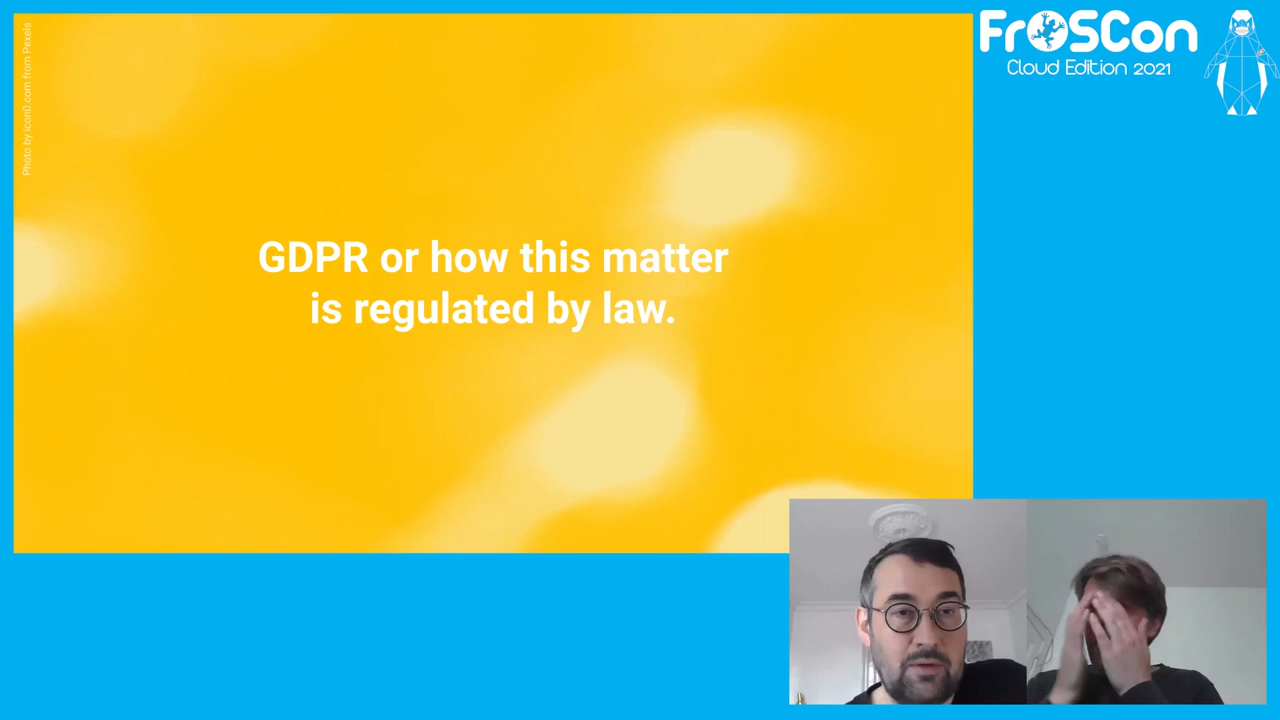 Photo by icon0.com from Pexels
GDPR or how this matter
is regulated by law.
FrOSCon
Cloud Edition 2021